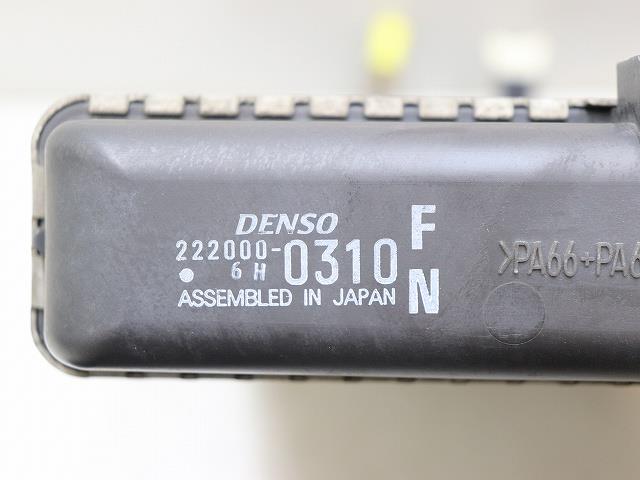 DENSO
222000-0310
6H
ASSEMBLED IN JAPAN
F
N
>PA66+PA6